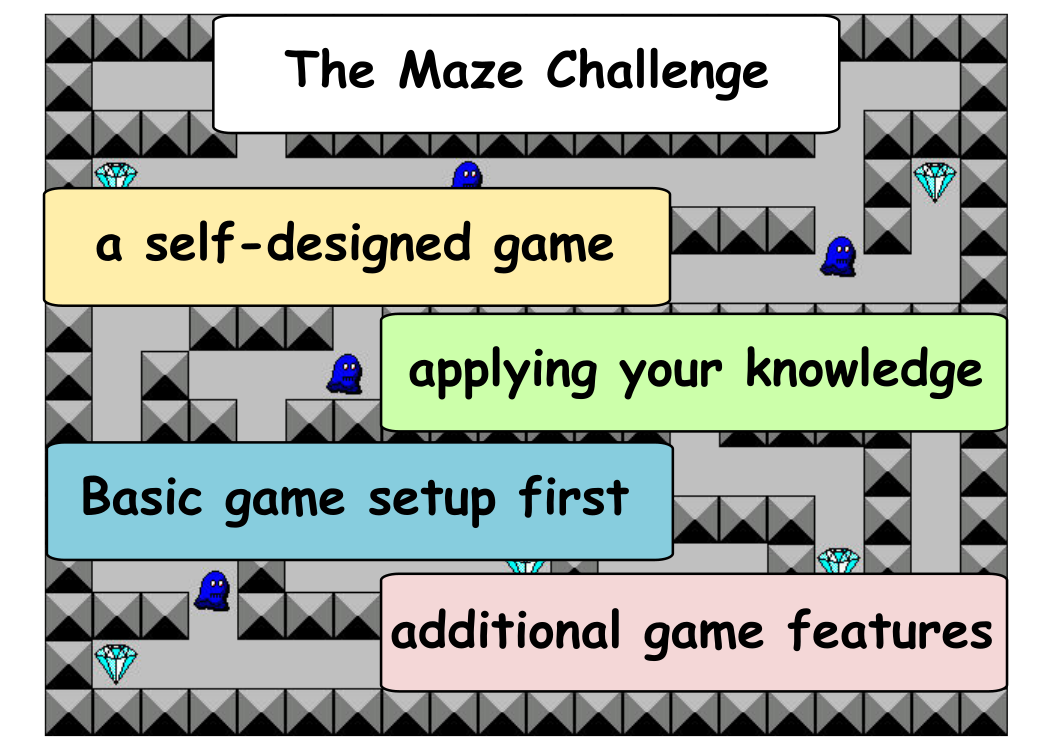 The Maze Challenge
a self-designed game
applying your knowledge
Basic game setup first
additional game features